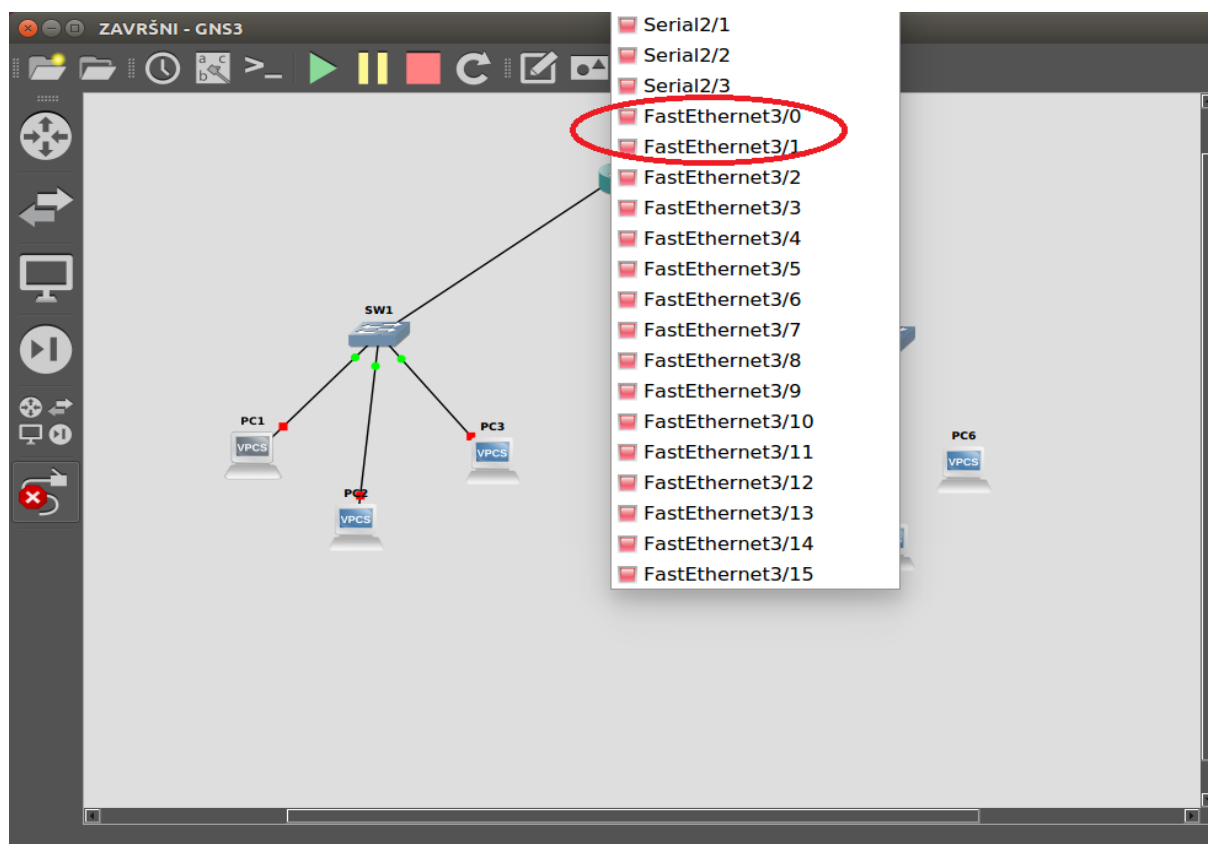 ZAVRŠNI - GNS3
Serial2/1
Serial2/2
Serial2/3
FastEthernet3/0
FastEthernet3/1
FastEthernet3/2
FastEthernet3/3
FastEthernet3/4
FastEthernet3/5
FastEthernet3/6
FastEthernet3/7
FastEthernet3/8
FastEthernet3/9
FastEthernet3/10
FastEthernet3/11
FastEthernet3/12
FastEthernet3/13
FastEthernet3/14
FastEthernet3/15
SW1
PC1
VPCS
PC3
VPCS
PC2
VPCS
PC6
VPCS